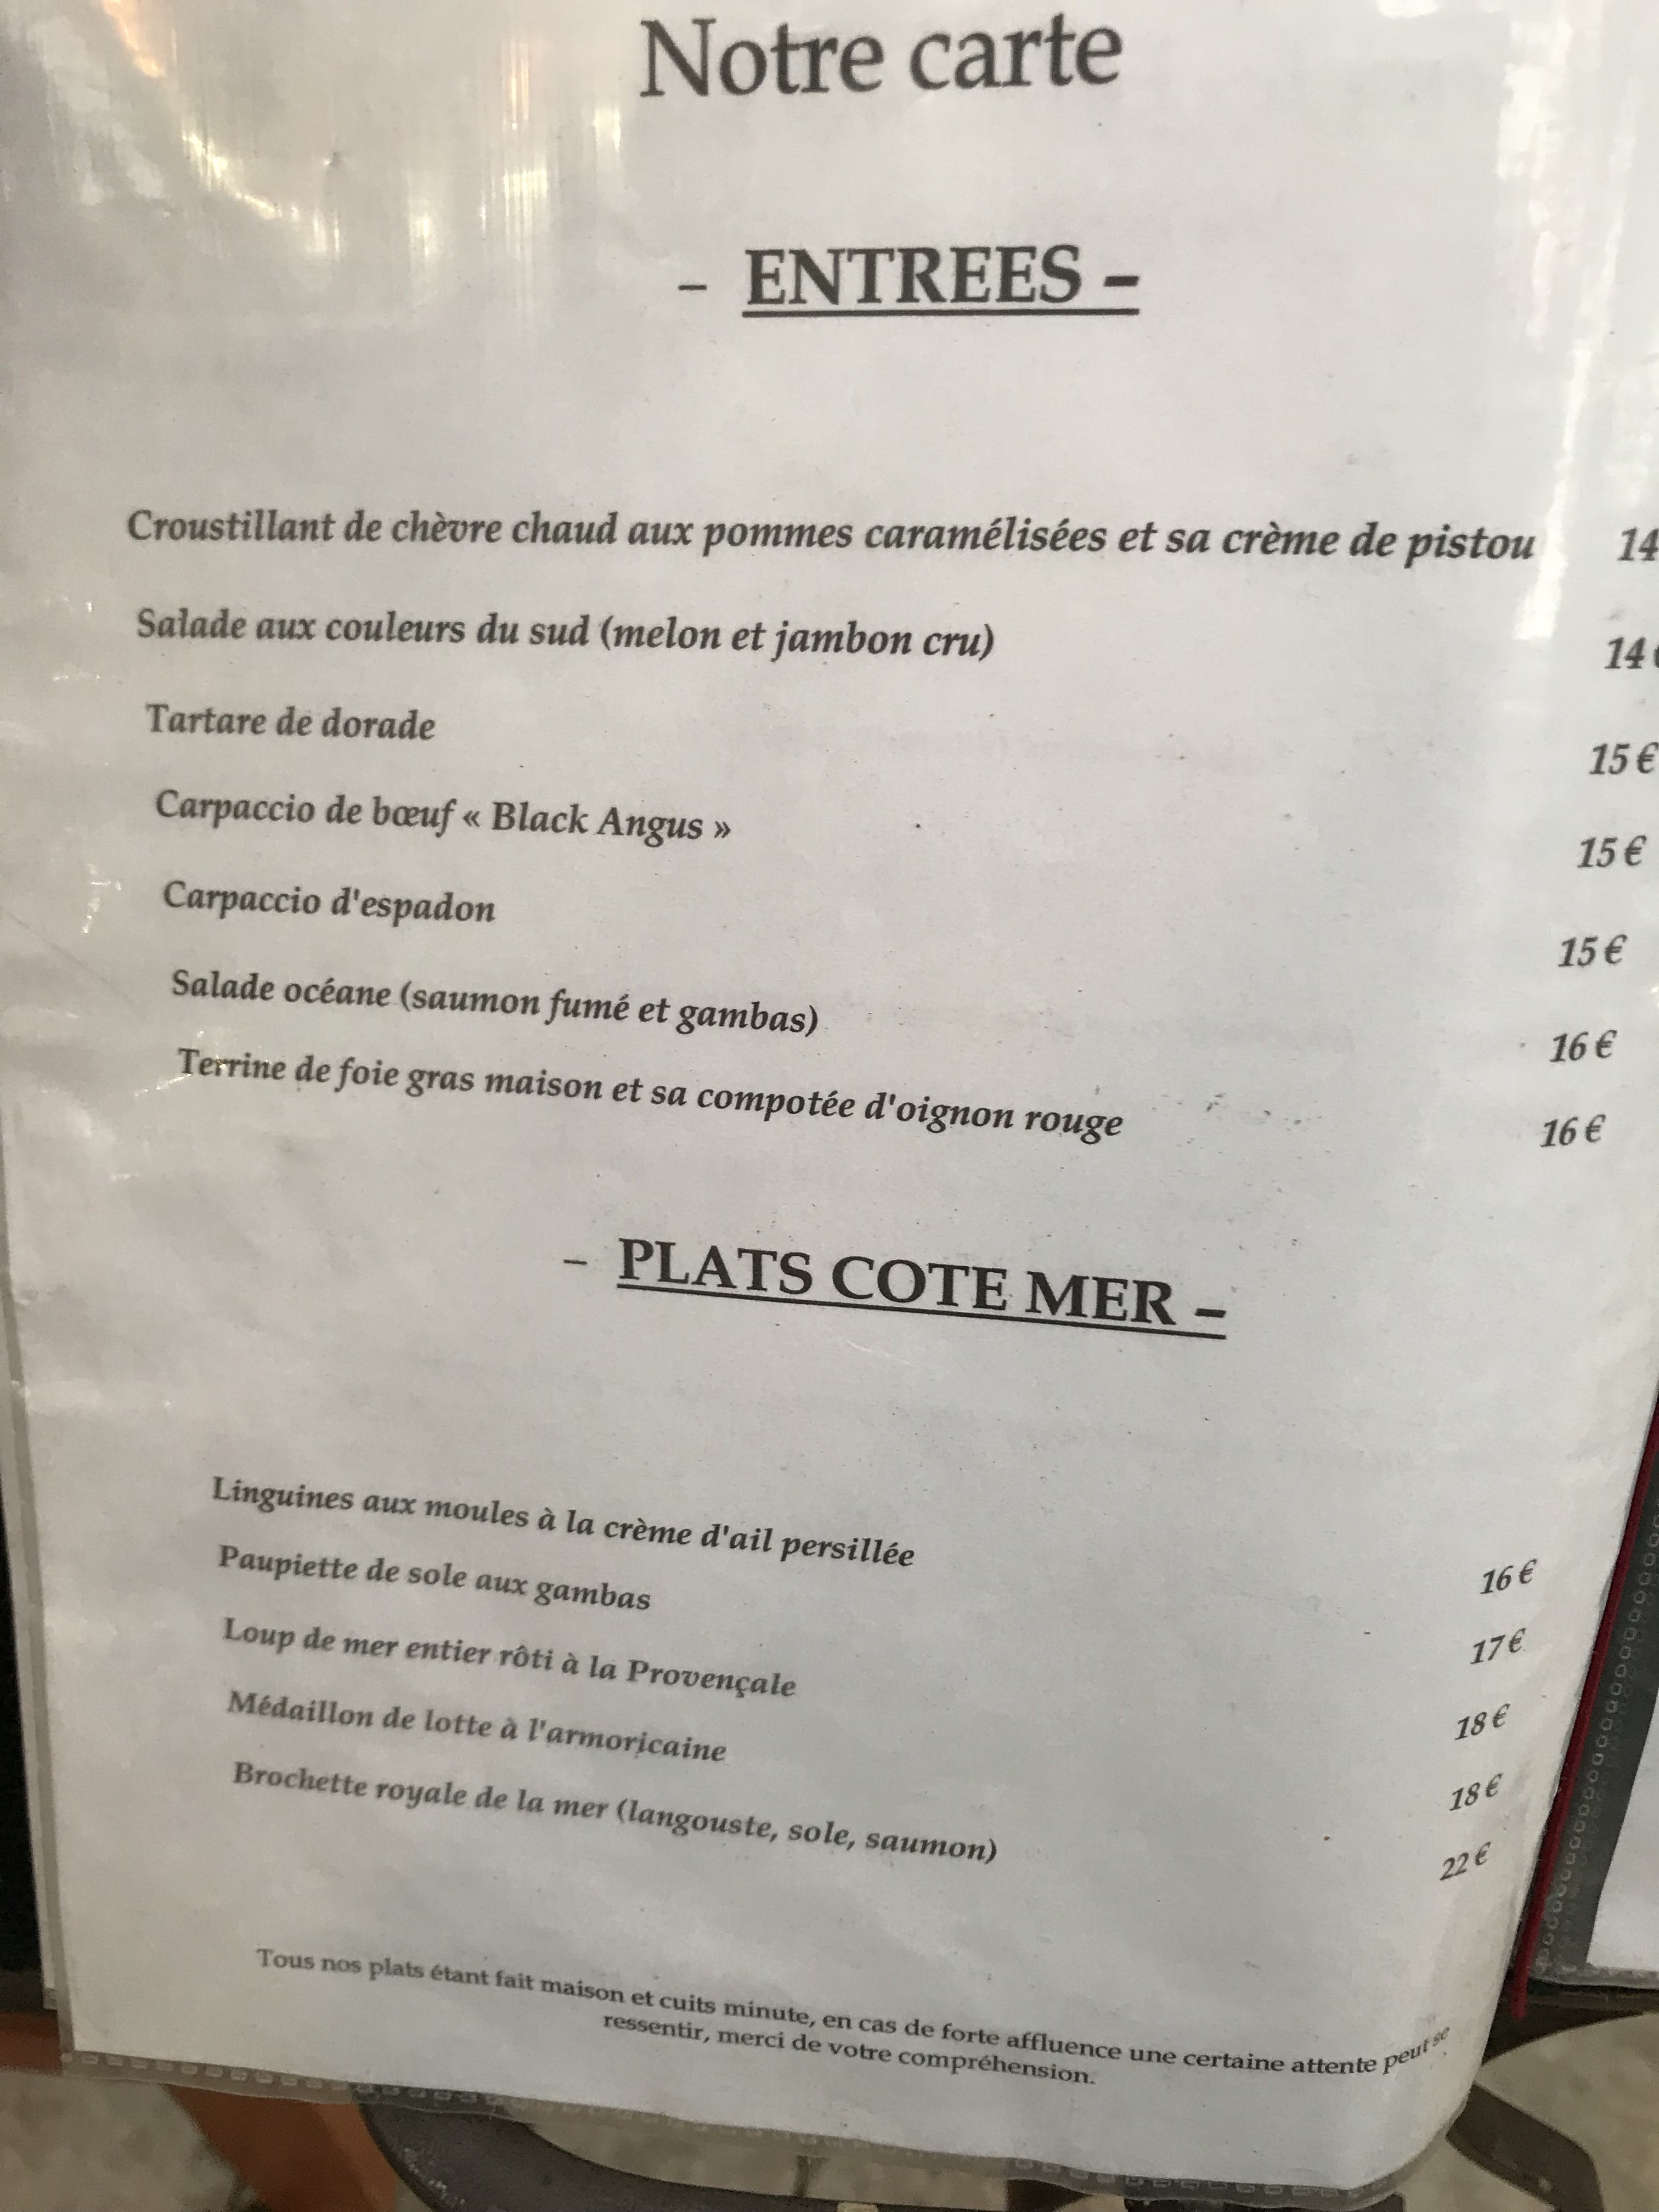 Notre carte
– ENTREES –
Croustillant de chèvre chaud aux pommes caramélisées et sa crème de pistou 14
Salade aux couleurs du sud (melon et jambon cru) 14 €
Tartare de dorade 15 €
Carpaccio de bœuf « Black Angus » 15 €
Carpaccio d'espadon 15 €
Salade océane (saumon fumé et gambas) 16 €
Terrine de foie gras maison et sa compotée d'oignon rouge 16 €
– PLATS COTE MER –
Linguines aux moules à la crème d'ail persillée 16 €
Paupiette de sole aux gambas 17 €
Loup de mer entier rôti à la Provençale 18 €
Médaillon de lotte à l'armoricaine 18 €
Brochette royale de la mer (langouste, sole, saumon) 22 €
Tous nos plats étant fait maison et cuits minute, en cas de forte affluence une certaine attente peut se
ressentir, merci de votre compréhension.